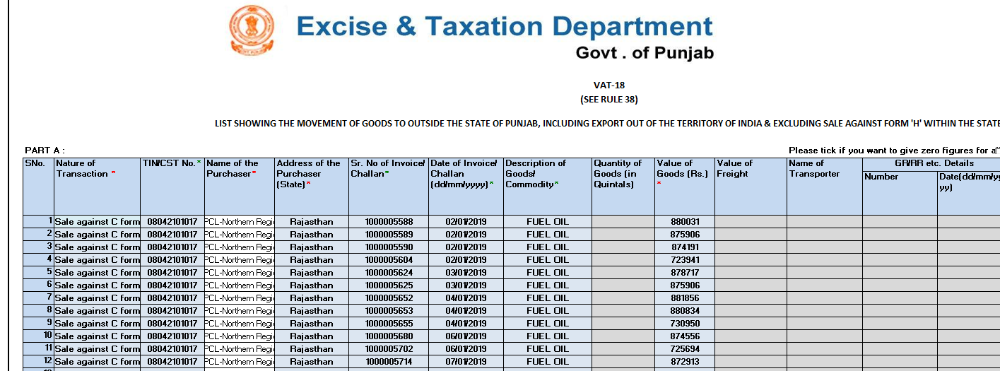 Excise & Taxation Department
Govt . of Punjab
VAT-18
(SEE RULE 38)
LIST SHOWING THE MOVEMENT OF GOODS TO OUTSIDE THE STATE OF PUNJAB, INCLUDING EXPORT OUT OF THE TERRITORY OF INDIA & EXCLUDING SALE AGAINST FORM 'H' WITHIN THE STATE
PART A : Please tick if you want to give zero figures for a
SNo. Nature of Transaction * TIN/CST No.* Name of the Purchaser* Address of the Purchaser (State)* Sr. No of Invoice/ Challan* Date of Invoice/ Challan (dd/mm/yyyy)* Description of Goods/ Commodity* Quantity of Goods (in Quintals) Value of Goods (Rs.) * Value of Freight Name of Transporter GR/RR etc. Details
Number Date(dd/mm/yyyy)
1 Sale against C form 08042101017 PCL-Northern Regi Rajasthan 1000005588 02/01/2019 FUEL OIL 880031
2 Sale against C form 08042101017 PCL-Northern Regi Rajasthan 1000005589 02/01/2019 FUEL OIL 875906
3 Sale against C form 08042101017 PCL-Northern Regi Rajasthan 1000005590 02/01/2019 FUEL OIL 874191
4 Sale against C form 08042101017 PCL-Northern Regi Rajasthan 1000005604 02/01/2019 FUEL OIL 723941
5 Sale against C form 08042101017 PCL-Northern Regi Rajasthan 1000005624 03/01/2019 FUEL OIL 878717
6 Sale against C form 08042101017 PCL-Northern Regi Rajasthan 1000005625 03/01/2019 FUEL OIL 875906
7 Sale against C form 08042101017 PCL-Northern Regi Rajasthan 1000005652 04/01/2019 FUEL OIL 881856
8 Sale against C form 08042101017 PCL-Northern Regi Rajasthan 1000005653 04/01/2019 FUEL OIL 880834
9 Sale against C form 08042101017 PCL-Northern Regi Rajasthan 1000005655 04/01/2019 FUEL OIL 730950
10 Sale against C form 08042101017 PCL-Northern Regi Rajasthan 1000005680 06/01/2019 FUEL OIL 874556
11 Sale against C form 08042101017 PCL-Northern Regi Rajasthan 1000005702 06/01/2019 FUEL OIL 725694
12 Sale against C form 08042101017 PCL-Northern Regi Rajasthan 1000005714 07/01/2019 FUEL OIL 872913